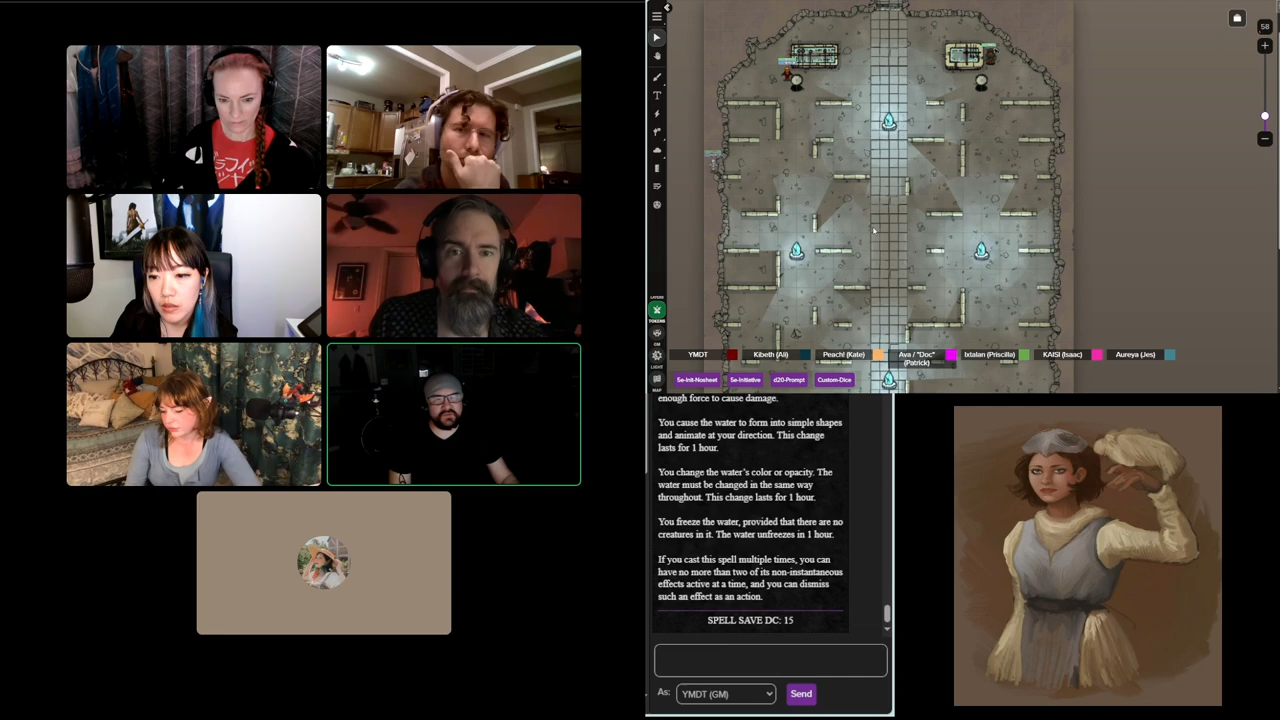 58
T
LAYERS
TOKENS
GM
LIGHT
MAP
YMDT
Kibeth (Ali)
Peach! (Kate)
Ava / "Doc"
(Patrick)
Ixtalan (Priscilla)
KAISI (Isaac)
Aureya (Jes)
5e-Init-Nosheet
5e-Initiative
d20-Prompt
Custom-Dice
enough force to cause damage.
You cause the water to form into simple shapes
and animate at your direction. This change
lasts for 1 hour.
You change the water's color or opacity. The
water must be changed in the same way
throughout. This change lasts for 1 hour.
You freeze the water, provided that there are no
creatures in it. The water unfreezes in 1 hour.
If you cast this spell multiple times, you can
have no more than two of its non-instantaneous
effects active at a time, and you can dismiss
such an effect as an action.
SPELL SAVE DC: 15
As:
YMDT (GM)
Send